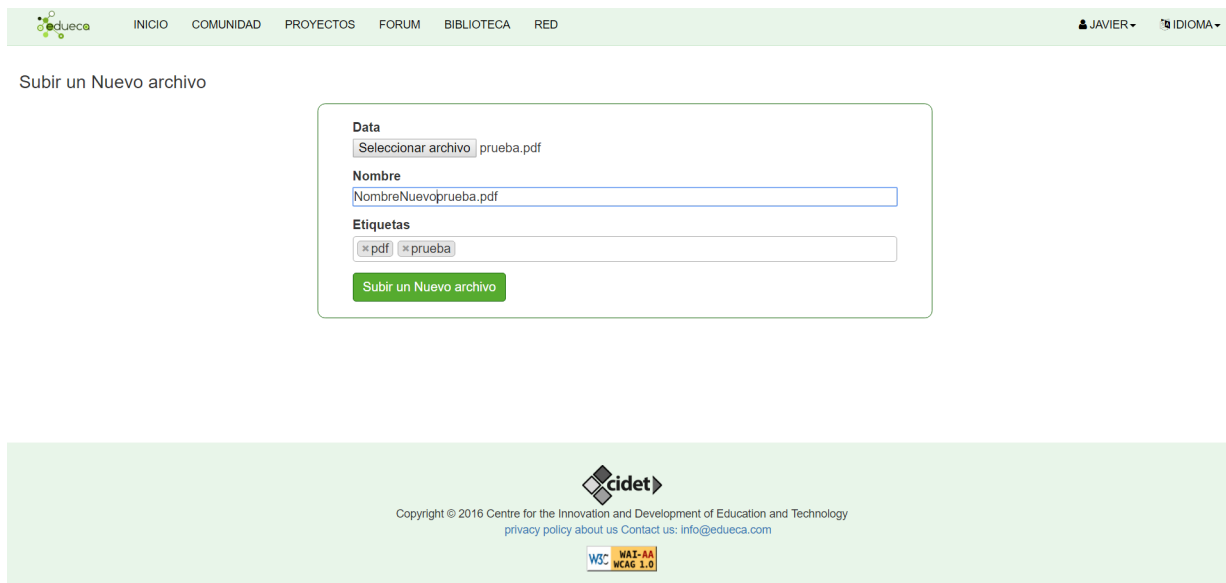 edueca INICIO COMUNIDAD PROYECTOS FORUM BIBLIOTECA RED JAVIER IDIOMA
Subir un Nuevo archivo
Data
Seleccionar archivo prueba.pdf
Nombre
NombreNuevoprueba.pdf
Etiquetas
×pdf ×prueba
Subir un Nuevo archivo
cidet
Copyright © 2016 Centre for the Innovation and Development of Education and Technology
privacy policy about us Contact us: info@edueca.com
W3C WAI-AA
WCAG 1.0